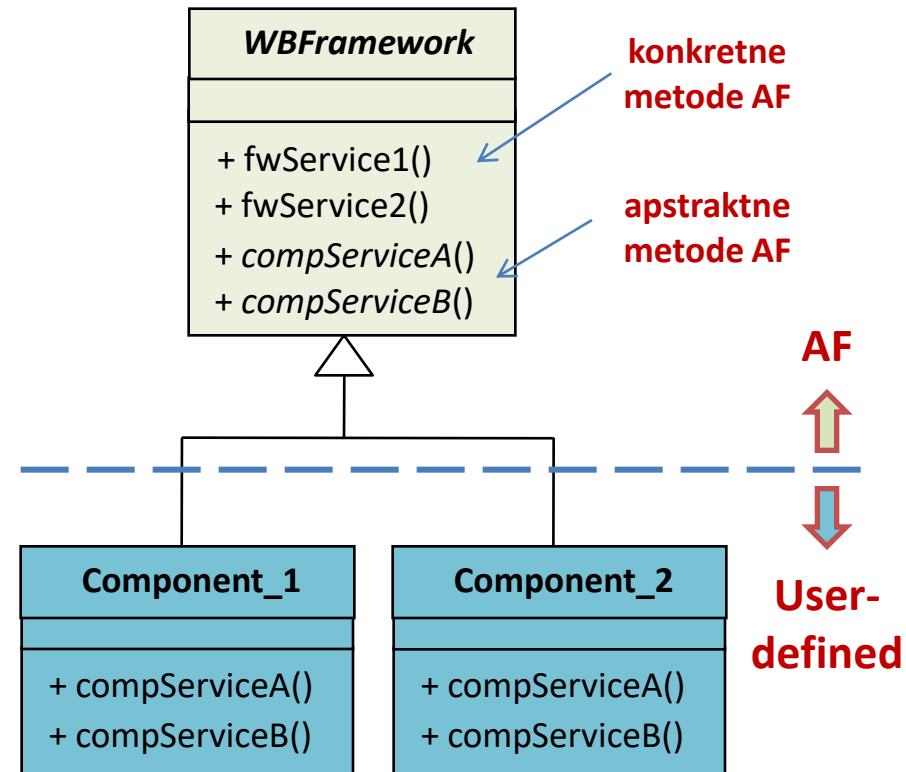 WBFramework
+ fwService1()
+ fwService2()
+ compServiceA()
+ compServiceB()
konkretne
metode AF
apstraktne
metode AF
AF
User-
defined
Component_1
+ compServiceA()
+ compServiceB()
Component_2
+ compServiceA()
+ compServiceB()